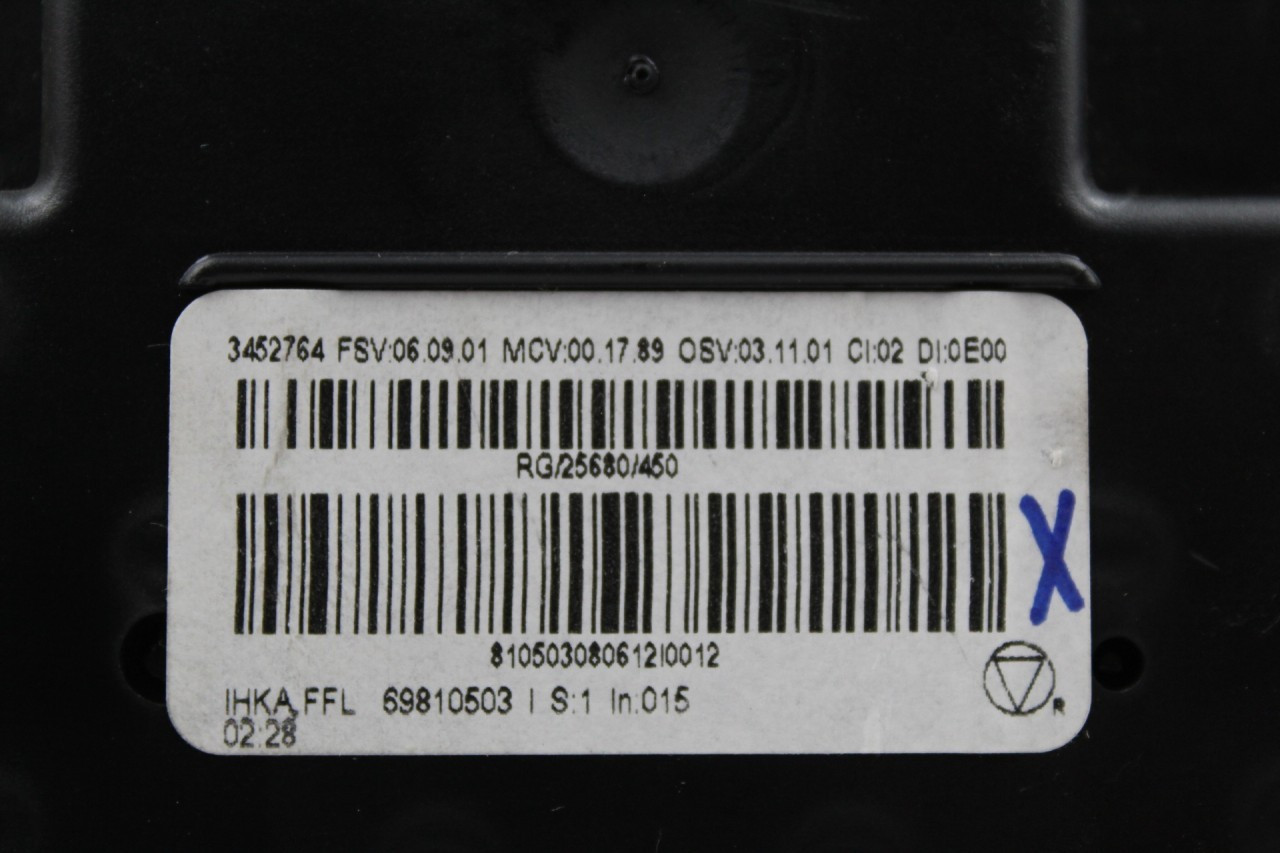 3452764 FSV:06.09.01 MCV:00.17.89 OSV:03.11.01 CI:02 DI:0E00
RG/25680/450
X
810503080612I0012
IHKA,FFL 69810503 I S:1 In:015
R
02:28